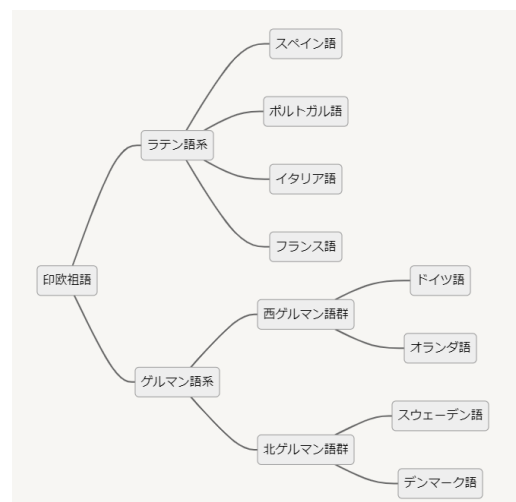 スペイン語
ポルトガル語
ラテン語系
イタリア語
フランス語
印欧祖語
ドイツ語
西ゲルマン語群
オランダ語
ゲルマン語系
スウェーデン語
北ゲルマン語群
デンマーク語